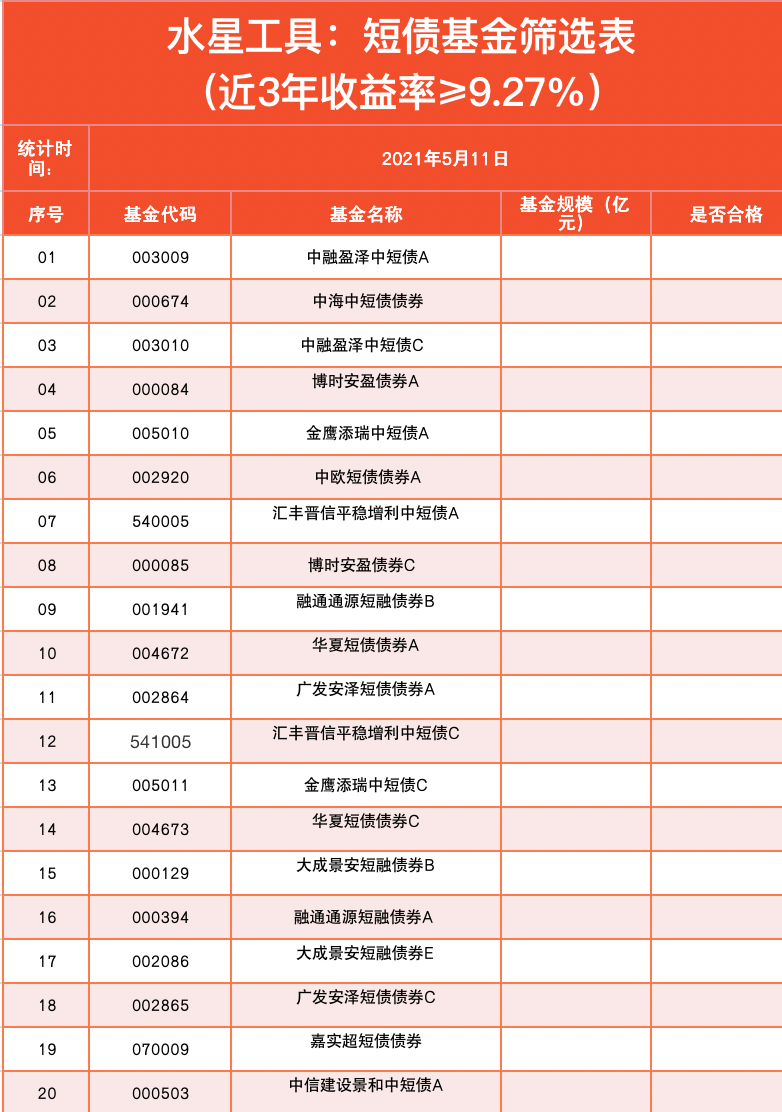 水星工具：短债基金筛选表
（近3年收益率≥9.27%）
统计时间： 2021年5月11日
序号 基金代码 基金名称 基金规模（亿元） 是否合格
01 003009 中融盈泽中短债A
02 000674 中海中短债债券
03 003010 中融盈泽中短债C
04 000084 博时安盈债券A
05 005010 金鹰添瑞中短债A
06 002920 中欧短债债券A
07 540005 汇丰晋信平稳增利中短债A
08 000085 博时安盈债券C
09 001941 融通通源短融债券B
10 004672 华夏短债债券A
11 002864 广发安泽短债债券A
12 541005 汇丰晋信平稳增利中短债C
13 005011 金鹰添瑞中短债C
14 004673 华夏短债债券C
15 000129 大成景安短融债券B
16 000394 融通通源短融债券A
17 002086 大成景安短融债券E
18 002865 广发安泽短债债券C
19 070009 嘉实超短债债券
20 000503 中信建设景和中短债A